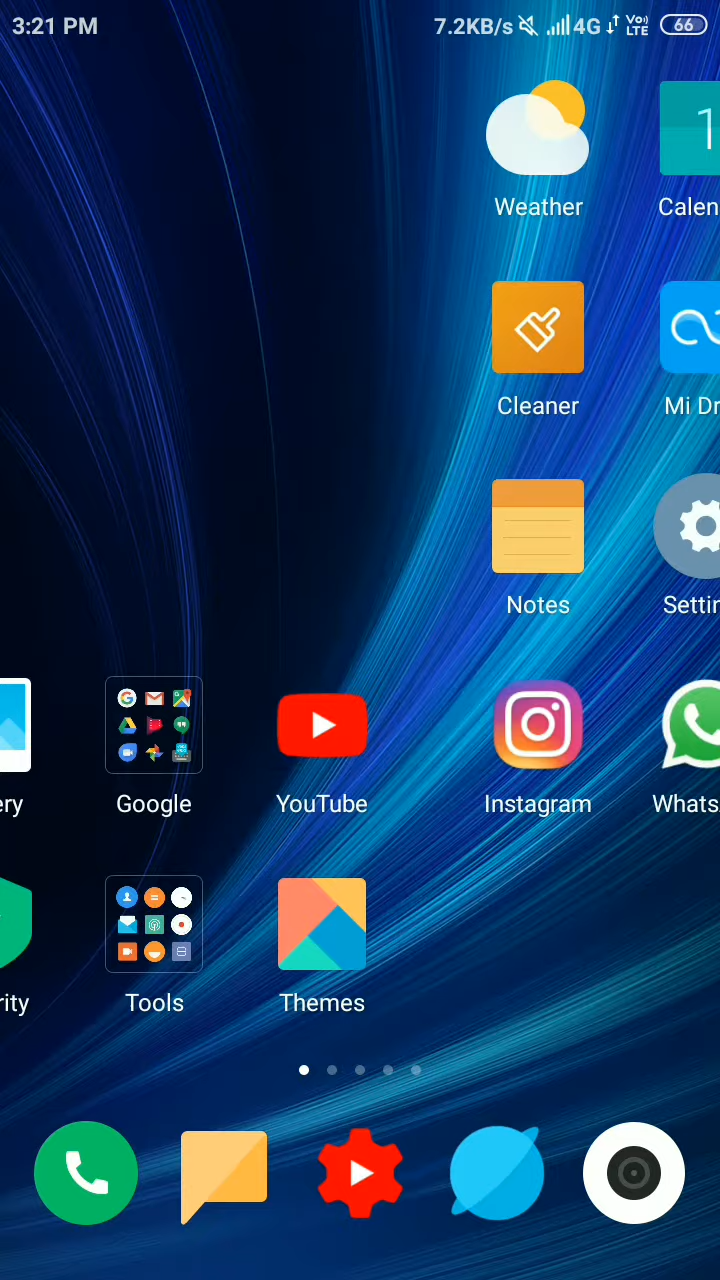 3:21 PM 7.2KB/s 4G Vo) LTE 66
Weather Calen
Cleaner Mi Dr
Notes Settin
ery Google YouTube Instagram Whats
rity Tools Themes